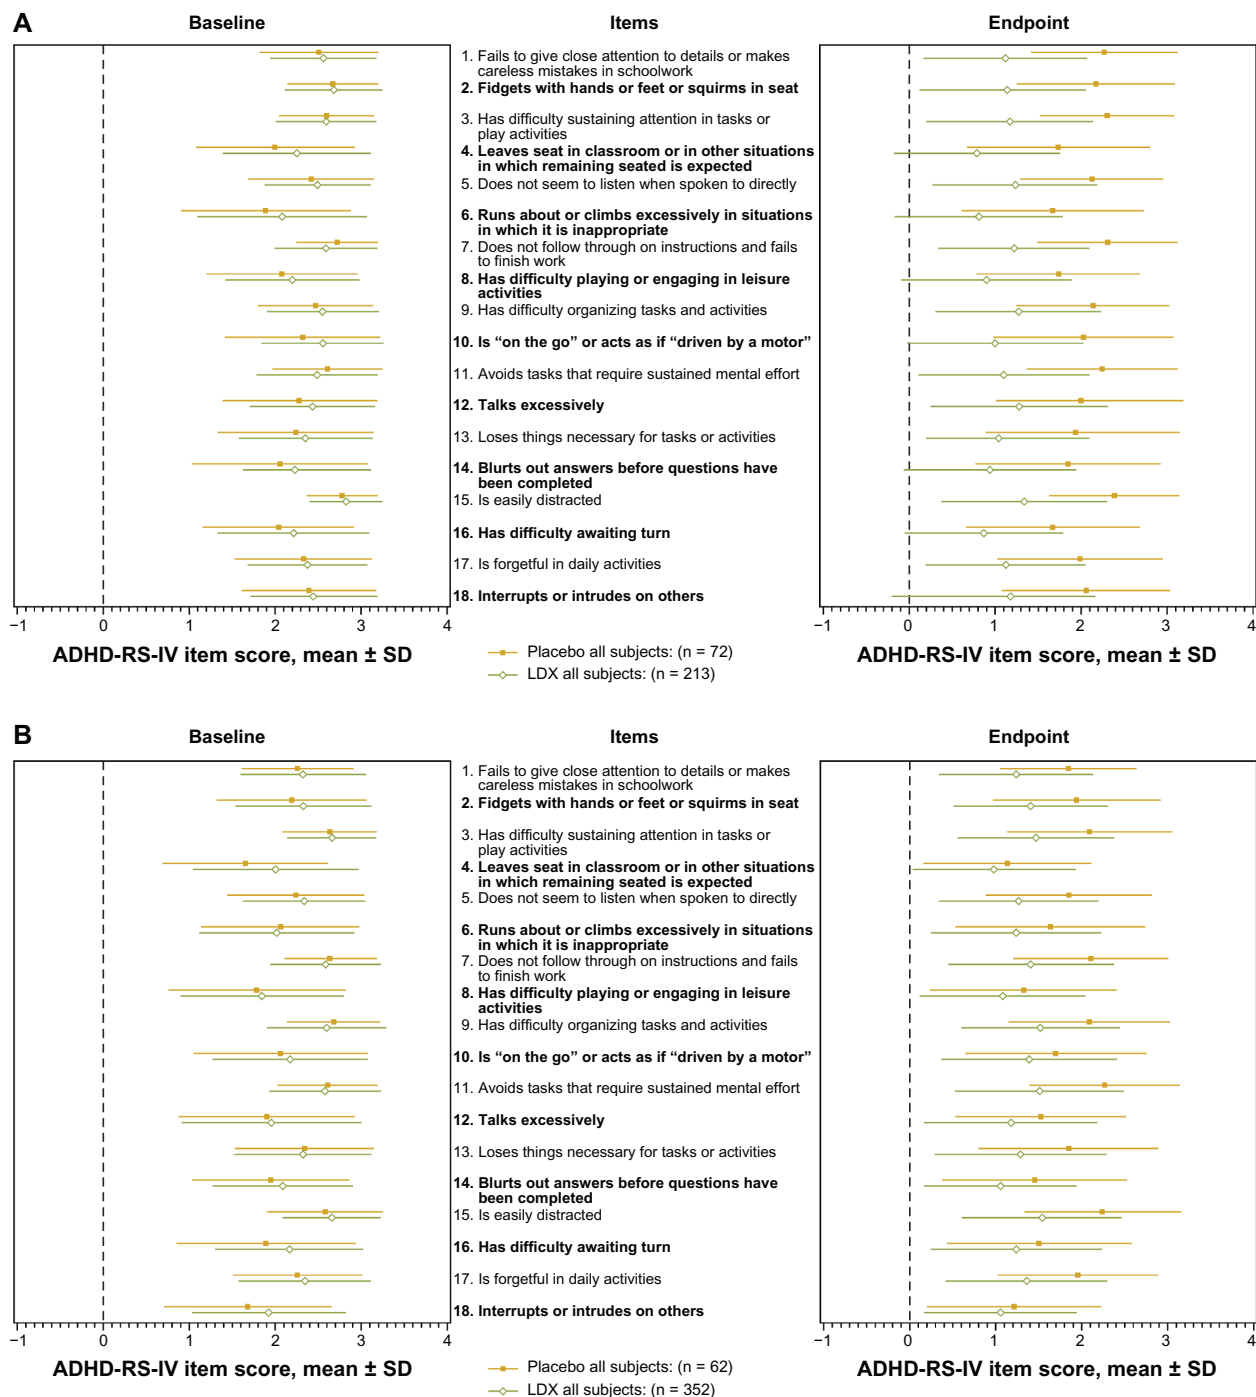 A
Baseline
Items
Endpoint
1. Fails to give close attention to details or makes
careless mistakes in schoolwork
2. Fidgets with hands or feet or squirms in seat
3. Has difficulty sustaining attention in tasks or
play activities
4. Leaves seat in classroom or in other situations
in which remaining seated is expected
5. Does not seem to listen when spoken to directly
6. Runs about or climbs excessively in situations
in which it is inappropriate
7. Does not follow through on instructions and fails
to finish work
8. Has difficulty playing or engaging in leisure
activities
9. Has difficulty organizing tasks and activities
10. Is “on the go” or acts as if “driven by a motor”
11. Avoids tasks that require sustained mental effort
12. Talks excessively
13. Loses things necessary for tasks or activities
14. Blurts out answers before questions have
been completed
15. Is easily distracted
16. Has difficulty awaiting turn
17. Is forgetful in daily activities
18. Interrupts or intrudes on others
−1 0 1 2 3 4
−1 0 1 2 3 4
ADHD-RS-IV item score, mean ± SD
ADHD-RS-IV item score, mean ± SD
Placebo all subjects: (n = 72)
LDX all subjects: (n = 213)
B
Baseline
Items
Endpoint
1. Fails to give close attention to details or makes
careless mistakes in schoolwork
2. Fidgets with hands or feet or squirms in seat
3. Has difficulty sustaining attention in tasks or
play activities
4. Leaves seat in classroom or in other situations
in which remaining seated is expected
5. Does not seem to listen when spoken to directly
6. Runs about or climbs excessively in situations
in which it is inappropriate
7. Does not follow through on instructions and fails
to finish work
8. Has difficulty playing or engaging in leisure
activities
9. Has difficulty organizing tasks and activities
10. Is “on the go” or acts as if “driven by a motor”
11. Avoids tasks that require sustained mental effort
12. Talks excessively
13. Loses things necessary for tasks or activities
14. Blurts out answers before questions have
been completed
15. Is easily distracted
16. Has difficulty awaiting turn
17. Is forgetful in daily activities
18. Interrupts or intrudes on others
−1 0 1 2 3 4
−1 0 1 2 3 4
ADHD-RS-IV item score, mean ± SD
ADHD-RS-IV item score, mean ± SD
Placebo all subjects: (n = 62)
LDX all subjects: (n = 352)